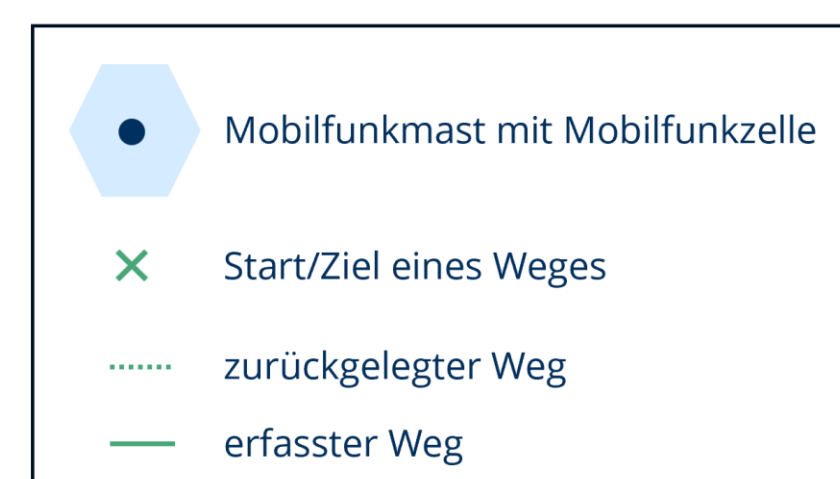 Mobilfunkmast mit Mobilfunkzelle
Start/Ziel eines Weges
zurückgelegter Weg
erfasster Weg